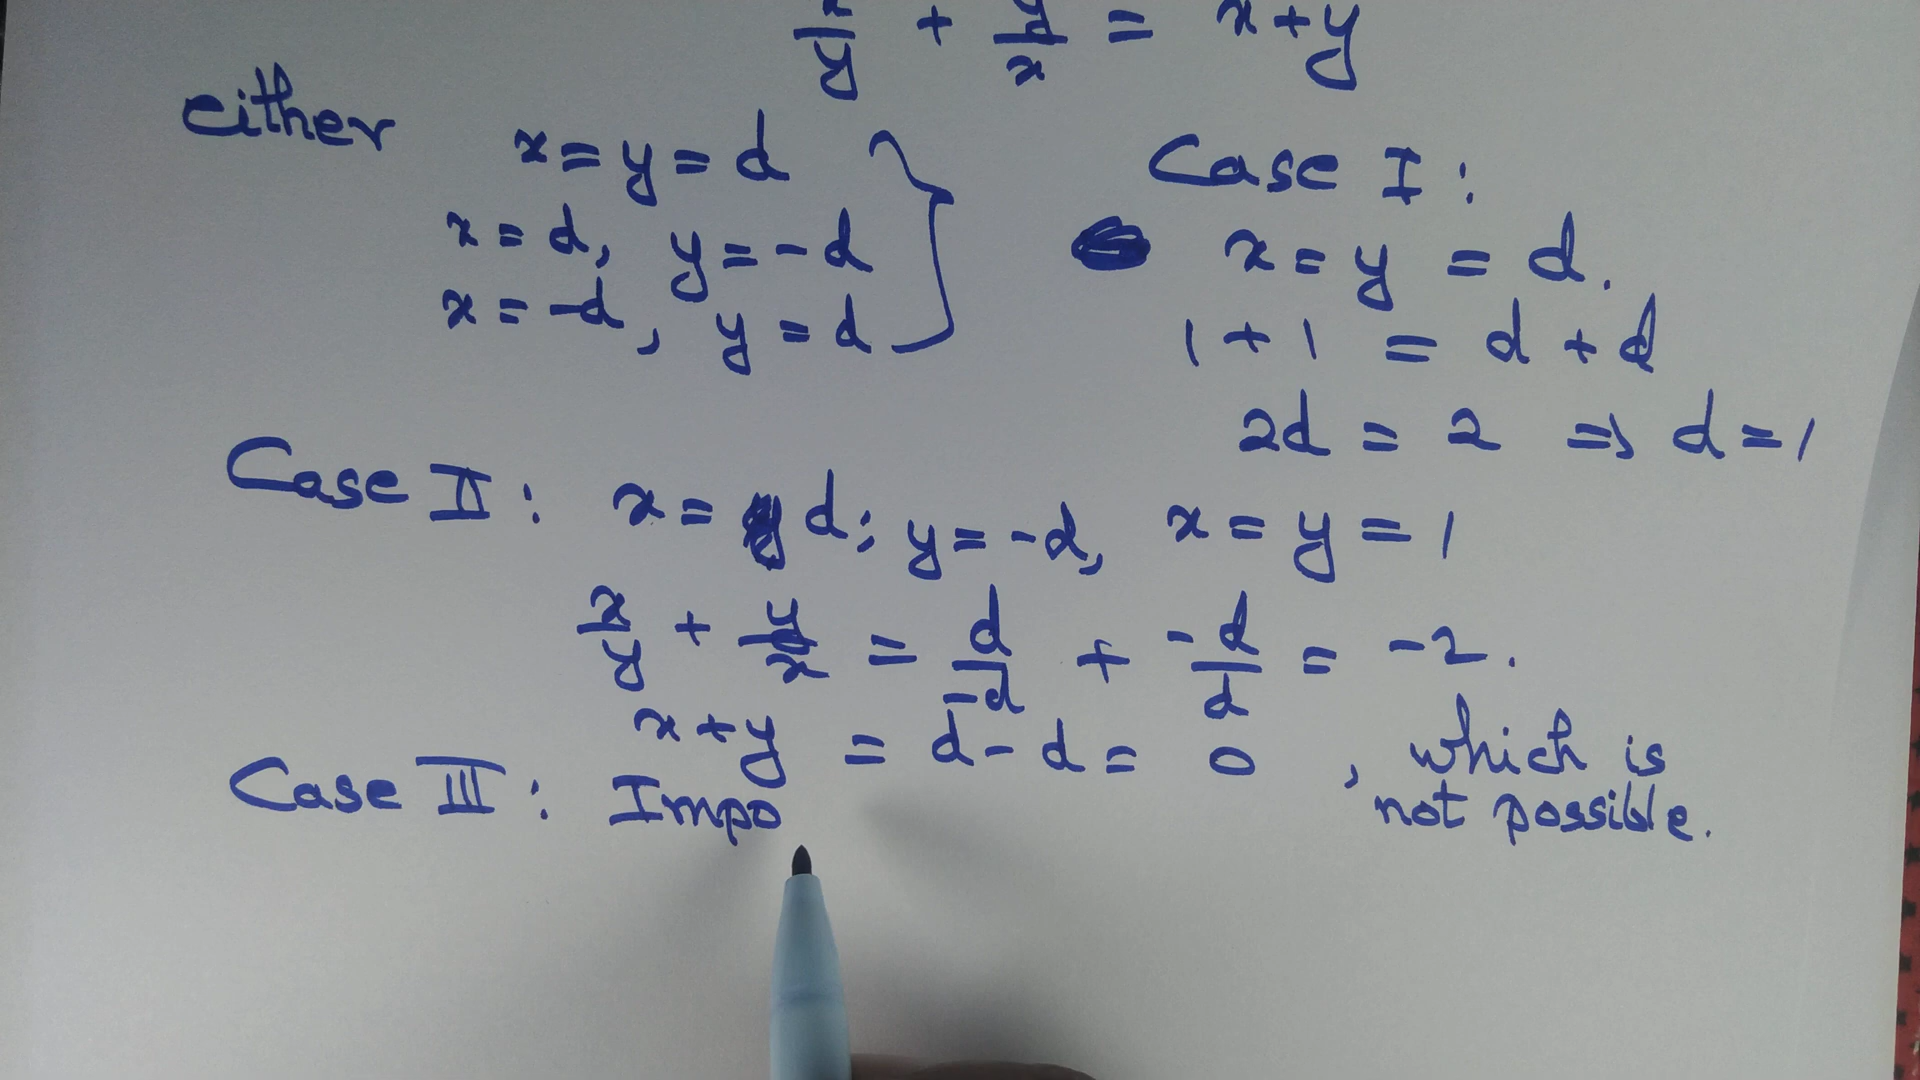 x/y + y/x = x+y
either
x = y = d
x = d, y = -d
x = -d, y = d
Case I :
x = y = d.
1 + 1 = d + d
2d = 2 ⇒ d = 1
x = y = 1
Case II : x = d; y = -d,
x/y + y/x = d/-d + -d/d = -2.
x+y = d - d = 0 , which is
not possible.
Case III : Impo